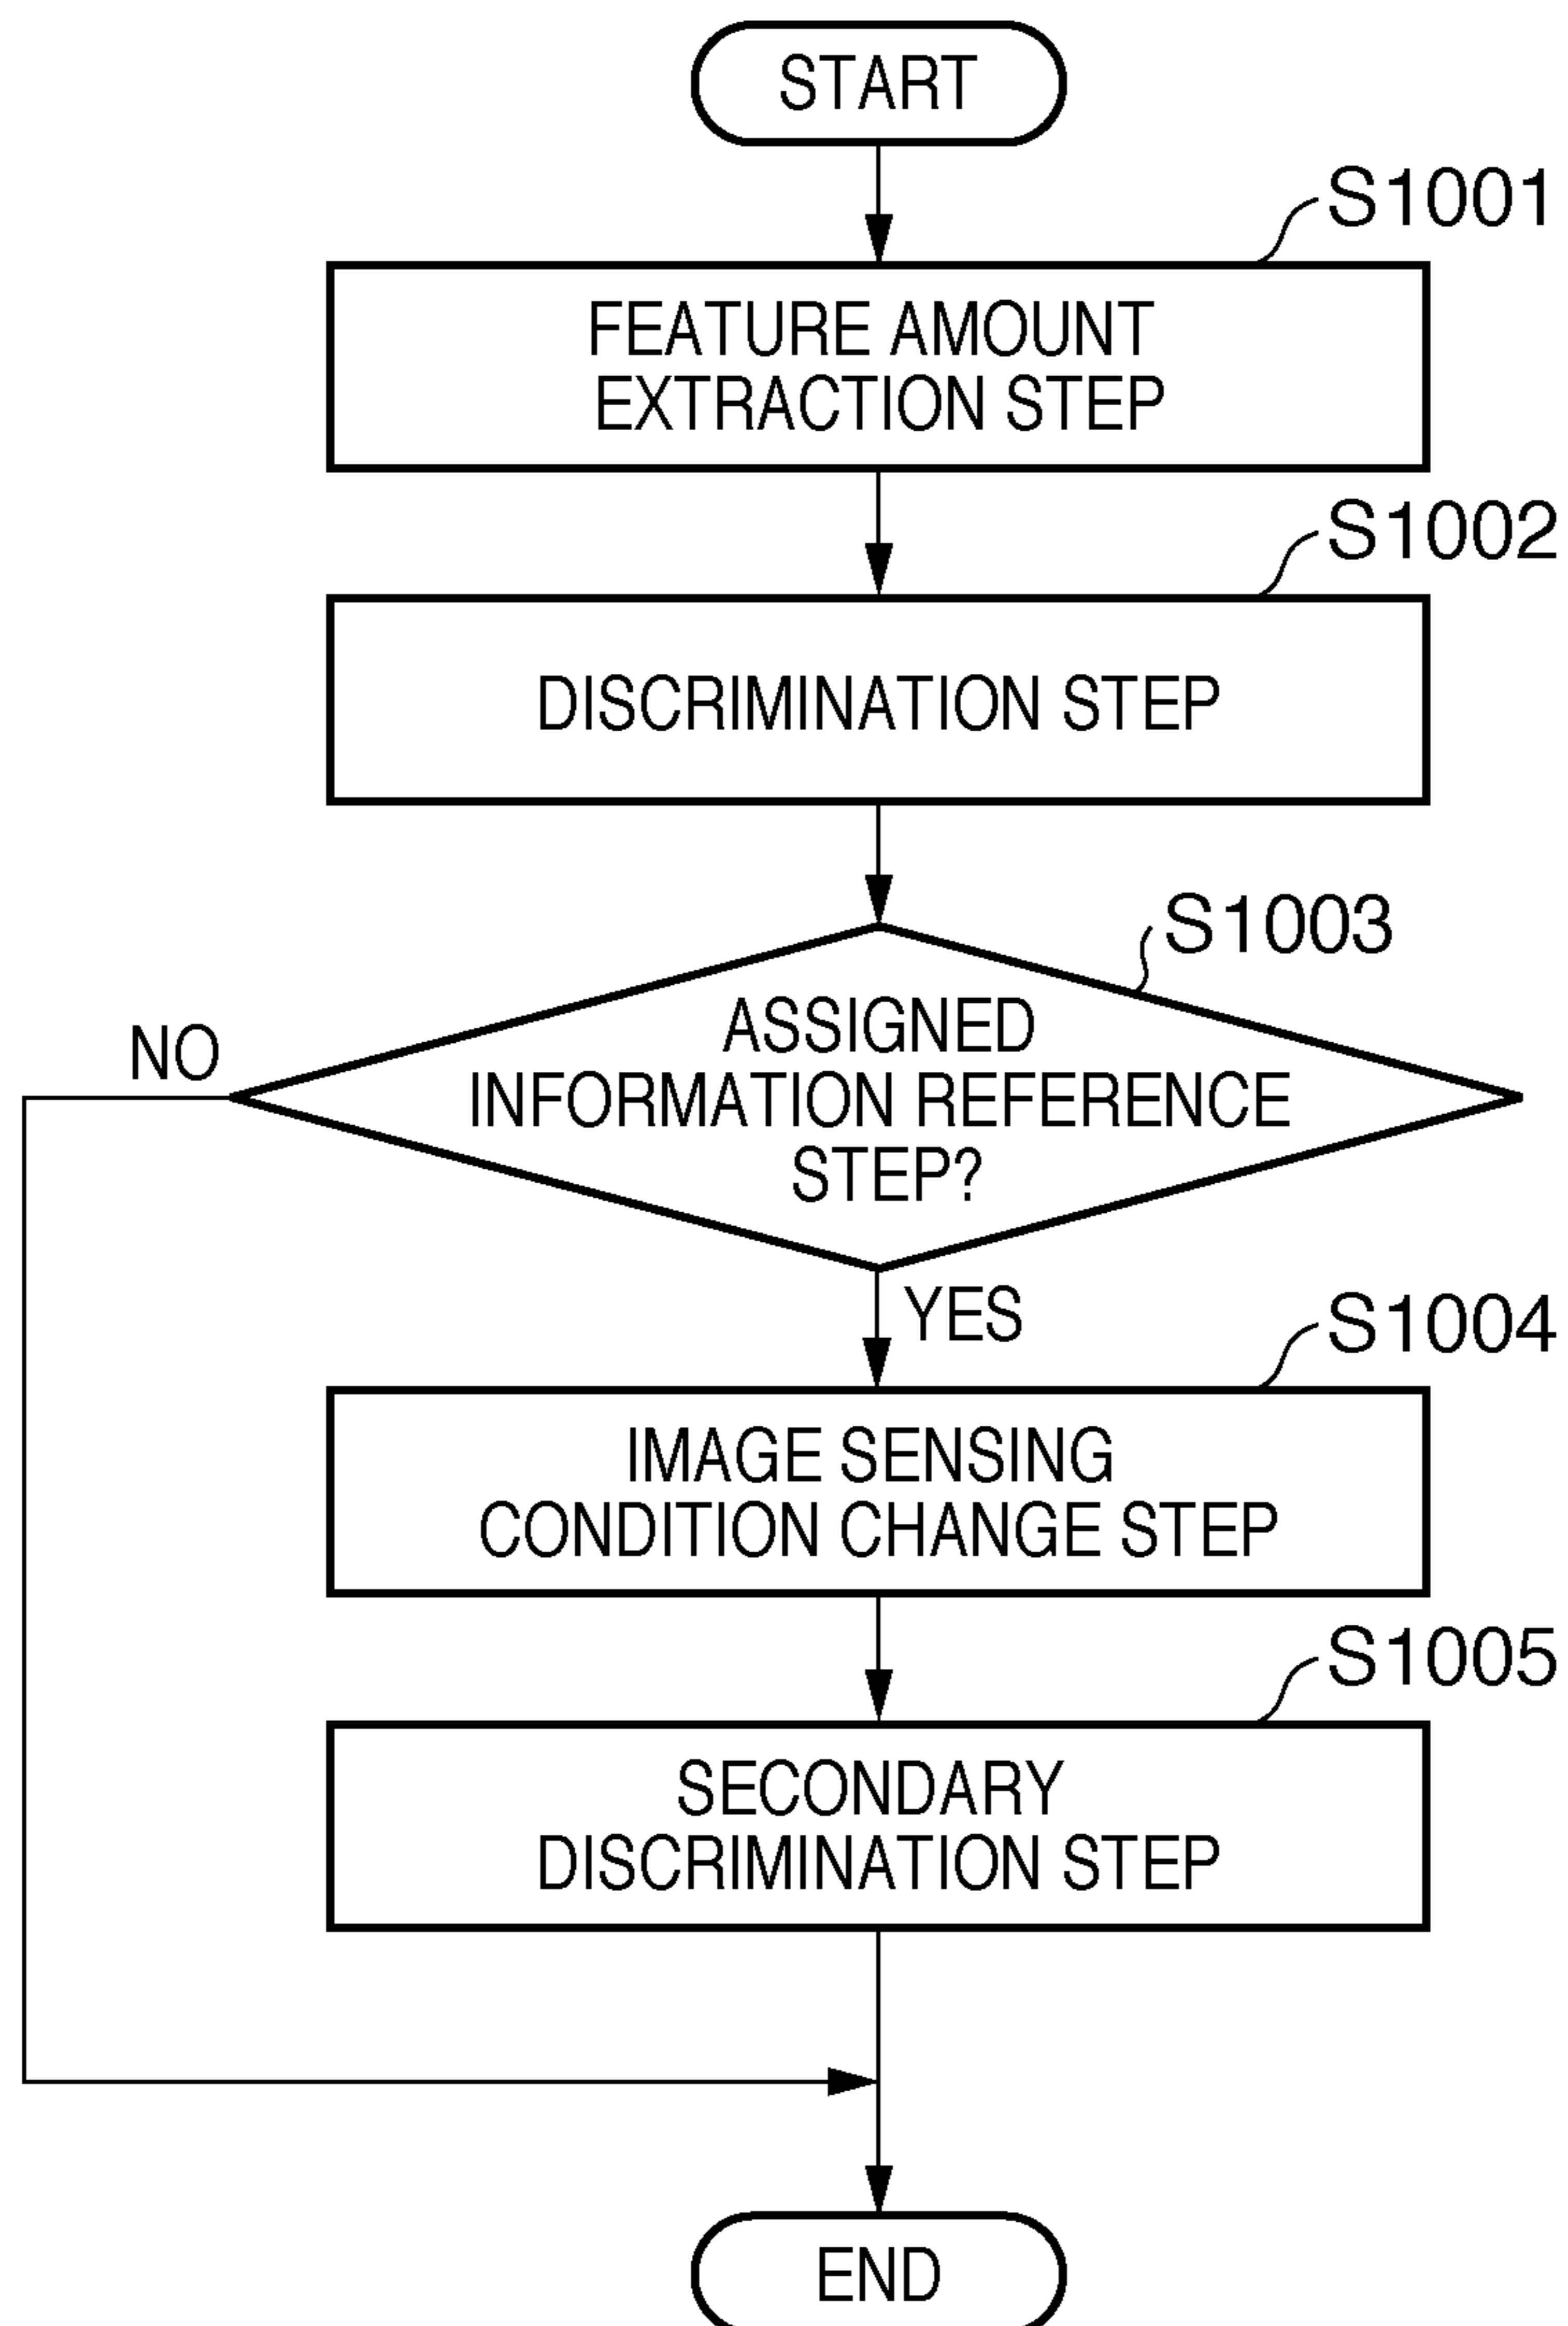 START
S1001
FEATURE AMOUNT
EXTRACTION STEP
S1002
DISCRIMINATION STEP
S1003
ASSIGNED
INFORMATION REFERENCE
STEP?
NO
YES
S1004
IMAGE SENSING
CONDITION CHANGE STEP
S1005
SECONDARY
DISCRIMINATION STEP
END